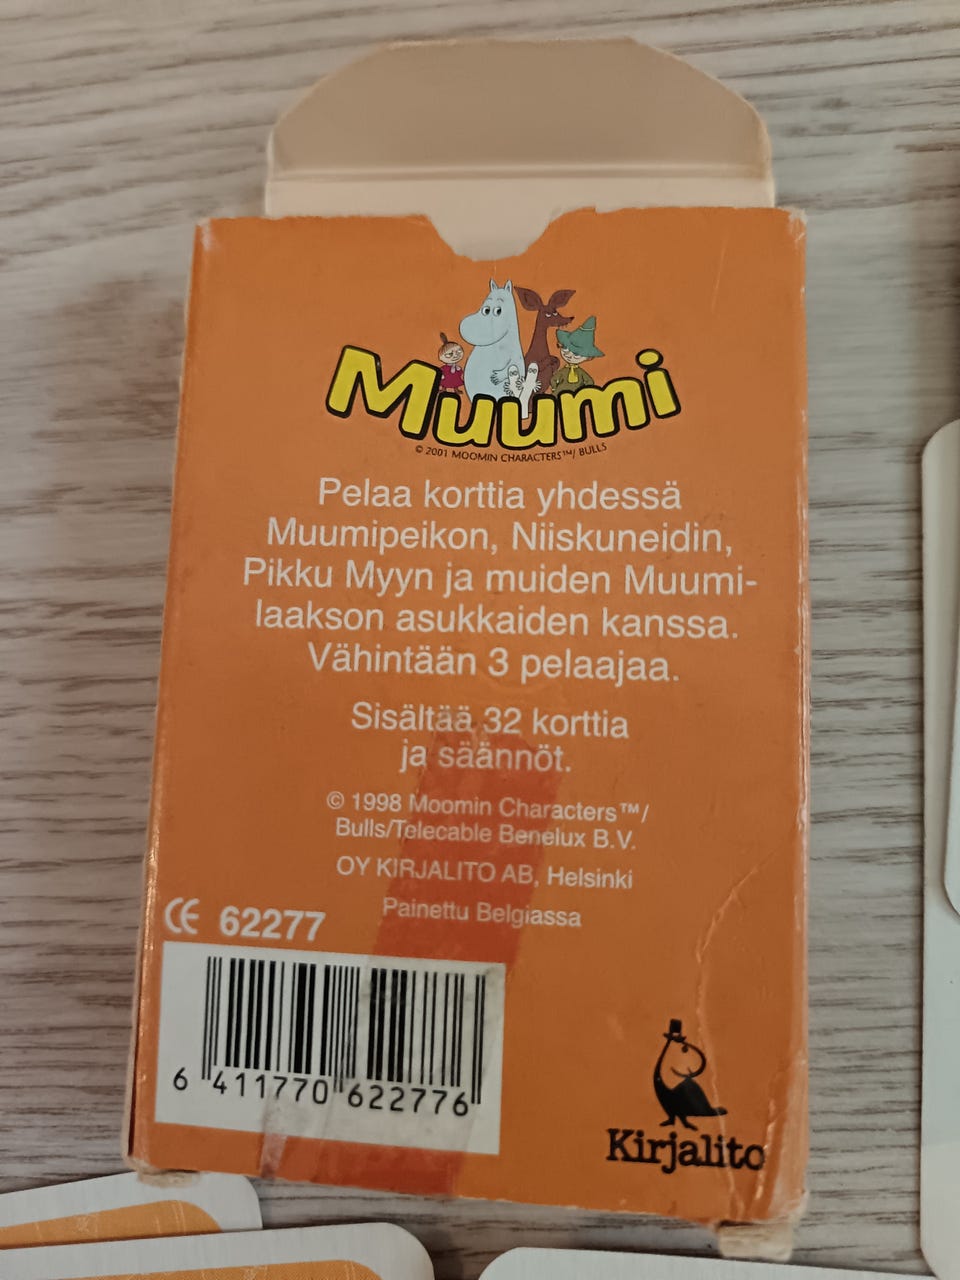 Muumi
© 2001 MOOMIN CHARACTERS™/ BULLS
Pelaa korttia yhdessä
Muumipeikon, Niiskuneidin,
Pikku Myyn ja muiden Muumi-
laakson asukkaiden kanssa.
Vähintään 3 pelaajaa.
Sisältää 32 korttia
ja säännöt.
© 1998 Moomin Characters™/
Bulls/Telecable Benelux B.V.
OY KIRJALITO AB, Helsinki
Painettu Belgiassa
CE 62277
6 411770 622776
Kirjalito